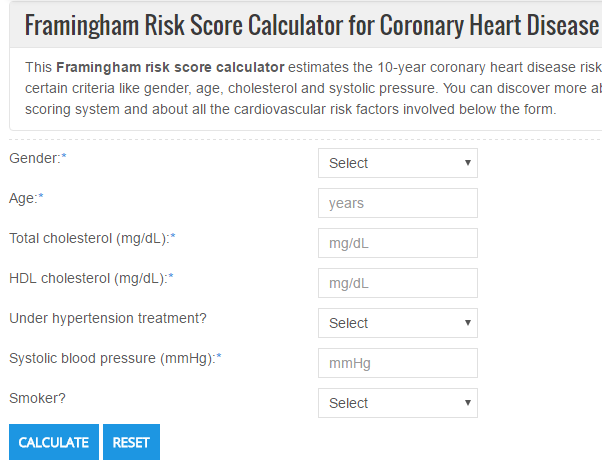 Framingham Risk Score Calculator for Coronary Heart Disease
This Framingham risk score calculator estimates the 10-year coronary heart disease risk
certain criteria like gender, age, cholesterol and systolic pressure. You can discover more
scoring system and about all the cardiovascular risk factors involved below the form.
Gender:* Select
Age:* years
Total cholesterol (mg/dL):* mg/dL
HDL cholesterol (mg/dL):* mg/dL
Under hypertension treatment? Select
Systolic blood pressure (mmHg):* mmHg
Smoker? Select
CALCULATE RESET